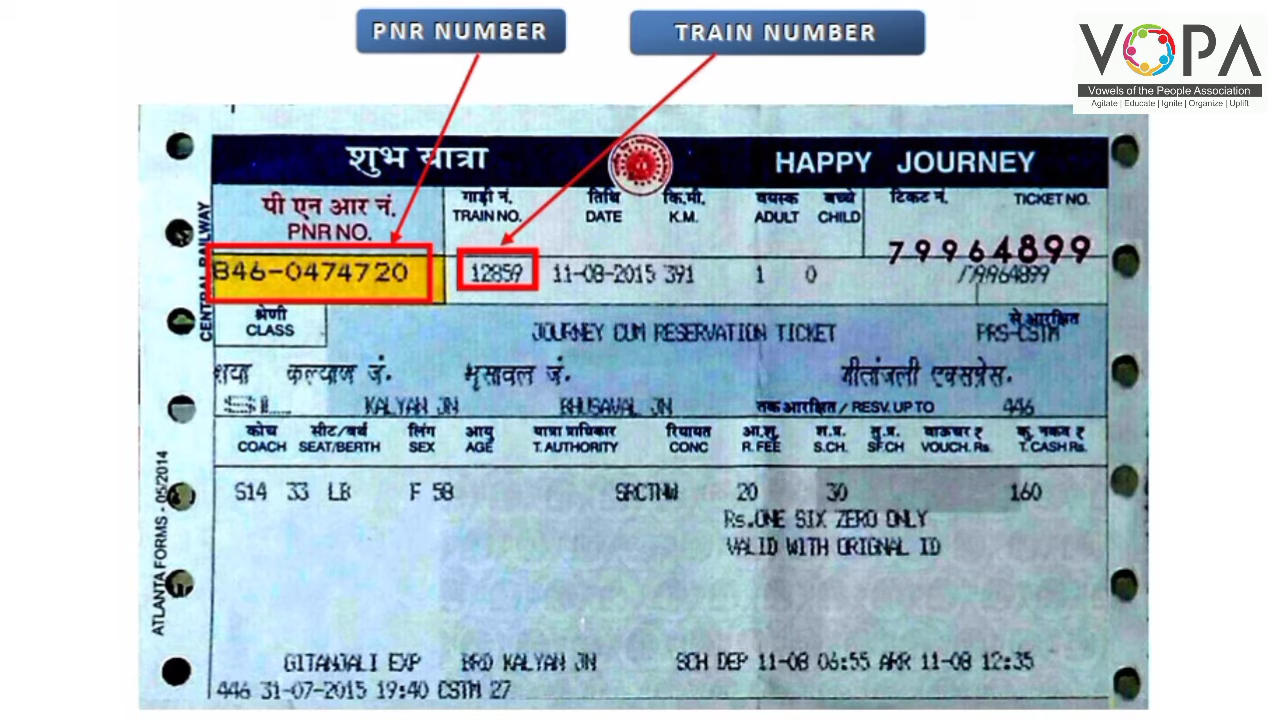 PNR NUMBER
TRAIN NUMBER
VOPA
Vowels of the People Association
Agitate | Educate | Ignite | Organize | Uplift
शुभ यात्रा
HAPPY JOURNEY
पी एन आर नं. गाड़ी नं. तिथि कि.मी. वयस्क बच्चे टिकट नं. TICKET NO.
PNR NO. TRAIN NO. DATE K.M. ADULT CHILD
79964899
846-0474720 12859 11-08-2015 391 1 0 79964899
CENTRAL RAILWAY
श्रेणी से आरक्षित
CLASS JOURNEY CUM RESERVATION TICKET PRS-CSTM
शया कल्याण जं. भुसावल जं. गीतांजली एक्सप्रेस.
SL KALYAN JN BHUSAVAL JN तक आरक्षित / RESV. UP TO 446
कोच सीट/बर्थ लिंग आयु यात्रा प्राधिकार रियायत आ.शु. श.प्र. सु.प्र. वाऊचर ₹ कु. नकद ₹
COACH SEAT/BERTH SEX AGE T. AUTHORITY CONC R. FEE S.CH. SF.CH VOUCH. Rs. T. CASH Rs.
S14 33 LB F 58 SRCTNW 20 30 160
Rs.ONE SIX ZERO ONLY
VALID WITH ORIGNAL ID
ATLANTA FORMS - 05/2014
GITANJALI EXP BRD KALYAN JN SCH DEP 11-08 06:55 ARR 11-08 12:35
446 31-07-2015 19:40 CSTM 27